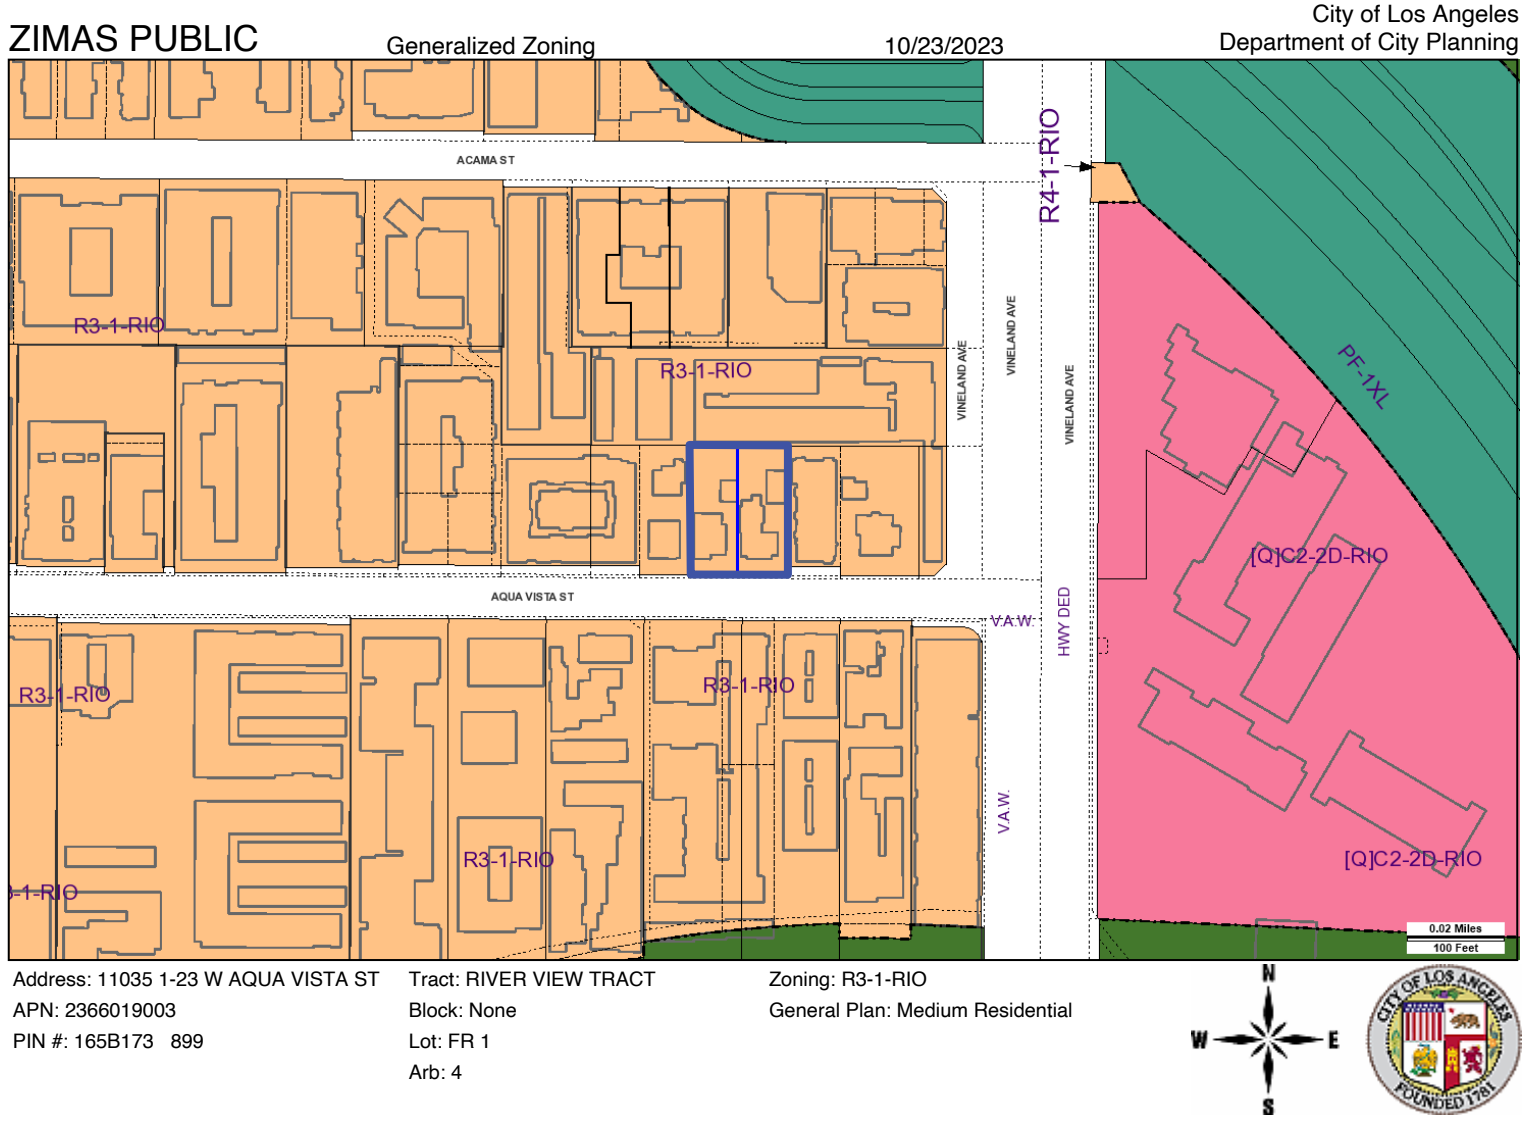 City of Los Angeles
ZIMAS PUBLIC
Generalized Zoning
10/23/2023
Department of City Planning
R4-1-RIO
ACAMA ST
R3-1-RIO
R3-1-RIO
VINELAND AVE
VINELAND AVE
VINELAND AVE
PF-1XL
[Q]C2-2D-RIO
AQUA VISTA ST
V.A.W.
HWY DED
R3-1-RIO
R3-1-RIO
V.A.W.
R3-1-RIO
[Q]C2-2D-RIO
3-1-RIO
0.02 Miles
100 Feet
Address: 11035 1-23 W AQUA VISTA ST
Tract: RIVER VIEW TRACT
Zoning: R3-1-RIO
APN: 2366019003
Block: None
General Plan: Medium Residential
PIN #: 165B173 899
Lot: FR 1
Arb: 4
N
W
E
S
CITY OF LOS ANGELES
FOUNDED 1781